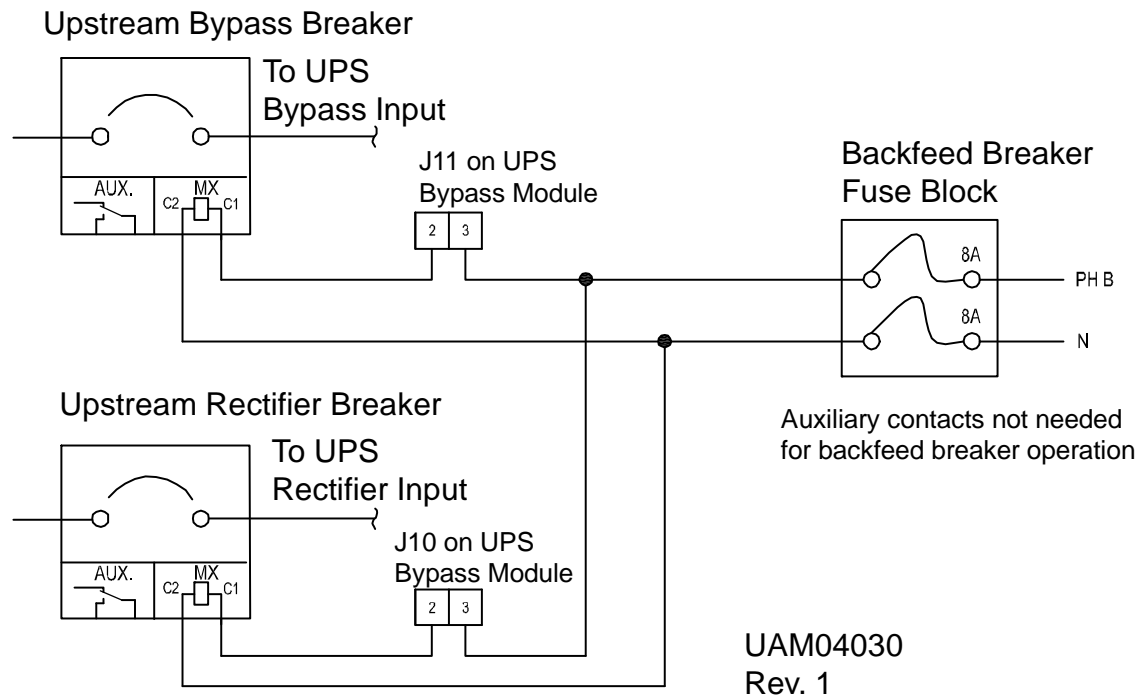 Upstream Bypass Breaker
To UPS
Bypass Input
AUX.
MX
C2
C1
J11 on UPS
Bypass Module
2
3
Backfeed Breaker
Fuse Block
8A
PH B
8A
N
Auxiliary contacts not needed
for backfeed breaker operation
Upstream Rectifier Breaker
To UPS
Rectifier Input
AUX.
MX
C2
C1
J10 on UPS
Bypass Module
2
3
UAM04030
Rev. 1